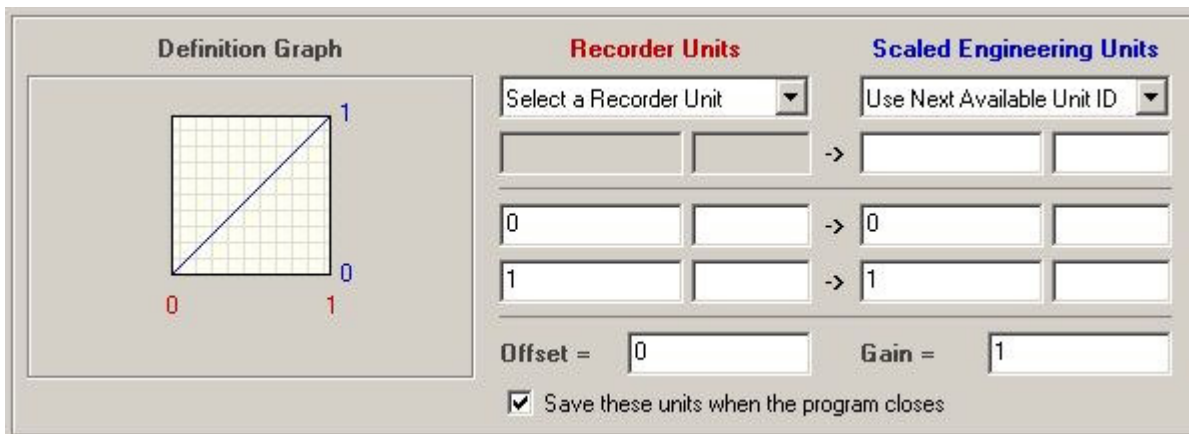 Definition Graph
1
0
0 1
Recorder Units
Scaled Engineering Units
Select a Recorder Unit
Use Next Available Unit ID
->
0 -> 0
1 -> 1
Offset = 0 Gain = 1
Save these units when the program closes